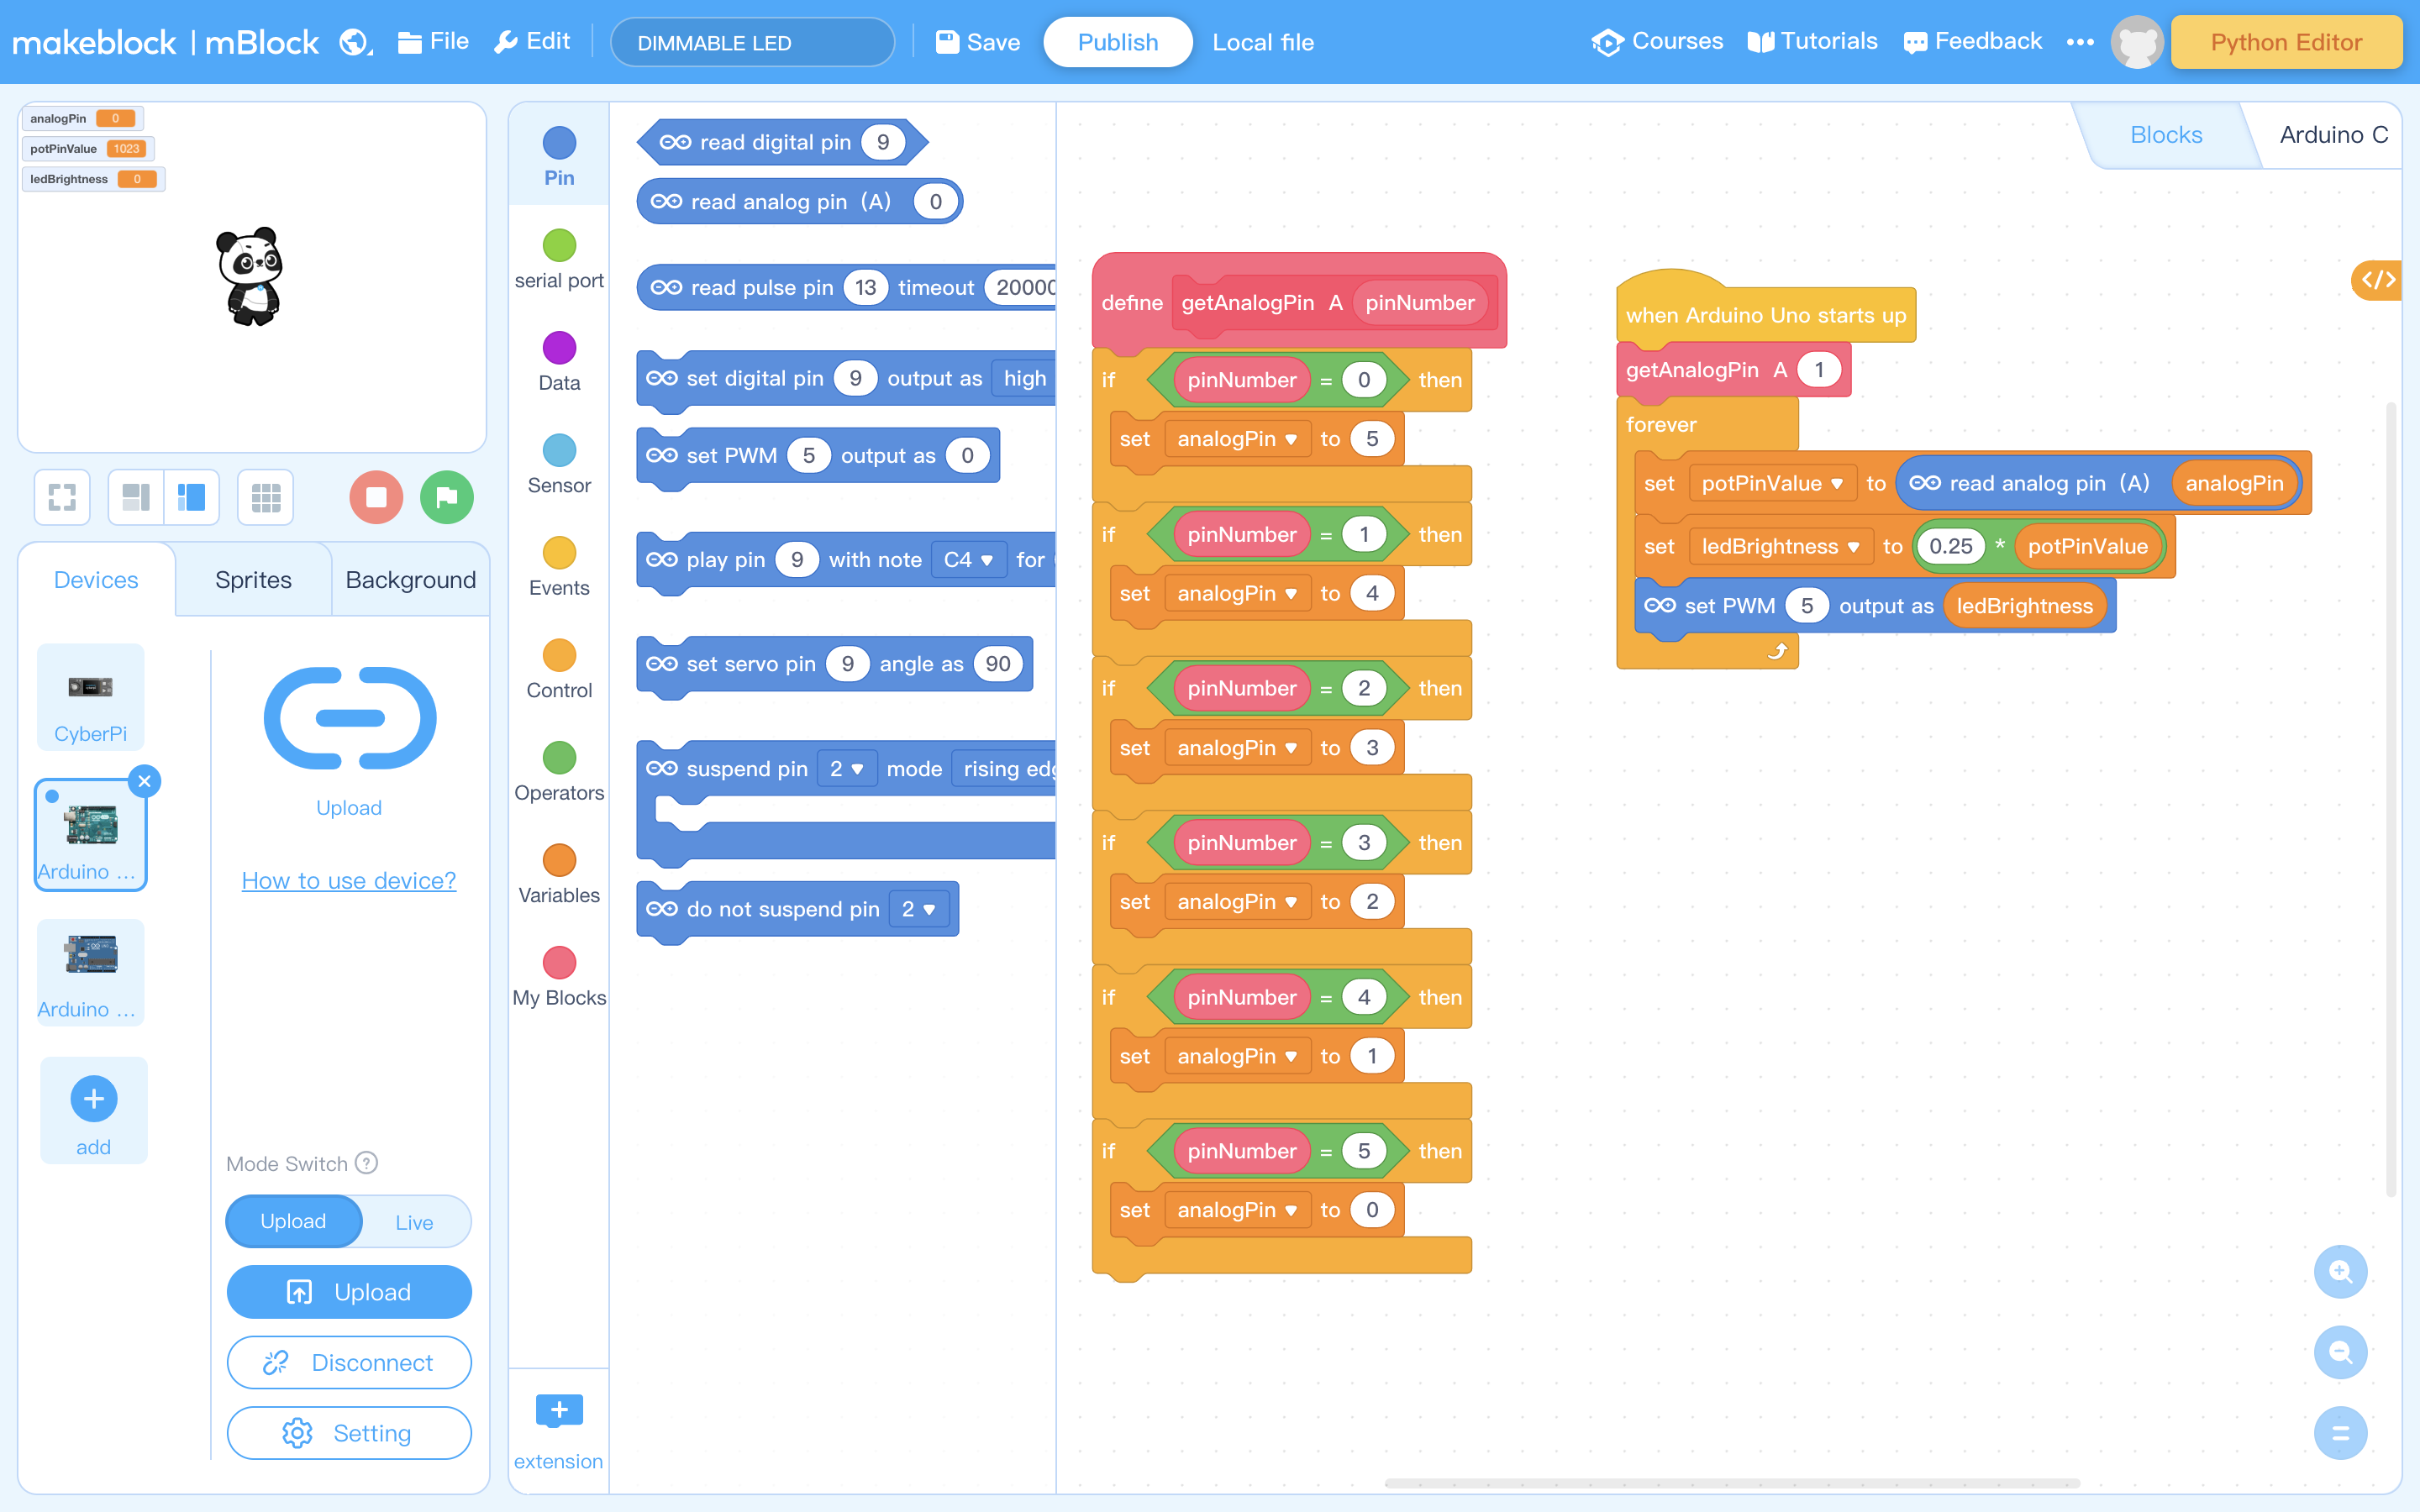 makeblock | mBlock File Edit DIMMABLE LED Save Publish Local file Courses Tutorials Feedback Python Editor
analogPin 0
potPinValue 1023
ledBrightness 0
Devices Sprites Background
CyberPi
Arduino ...
Arduino ...
add
Upload
How to use device?
Mode Switch ?
Upload Live
Upload
Disconnect
Setting
Pin
serial port
Data
Sensor
Events
Control
Operators
Variables
My Blocks
extension
read digital pin 9
read analog pin (A) 0
read pulse pin 13 timeout 20000
set digital pin 9 output as high
set PWM 5 output as 0
play pin 9 with note C4 for
set servo pin 9 angle as 90
suspend pin 2 mode rising edg
do not suspend pin 2
Blocks Arduino C
</>
define getAnalogPin A pinNumber
if pinNumber = 0 then
set analogPin to 5
if pinNumber = 1 then
set analogPin to 4
if pinNumber = 2 then
set analogPin to 3
if pinNumber = 3 then
set analogPin to 2
if pinNumber = 4 then
set analogPin to 1
if pinNumber = 5 then
set analogPin to 0
when Arduino Uno starts up
getAnalogPin A 1
forever
set potPinValue to read analog pin (A) analogPin
set ledBrightness to 0.25 * potPinValue
set PWM 5 output as ledBrightness